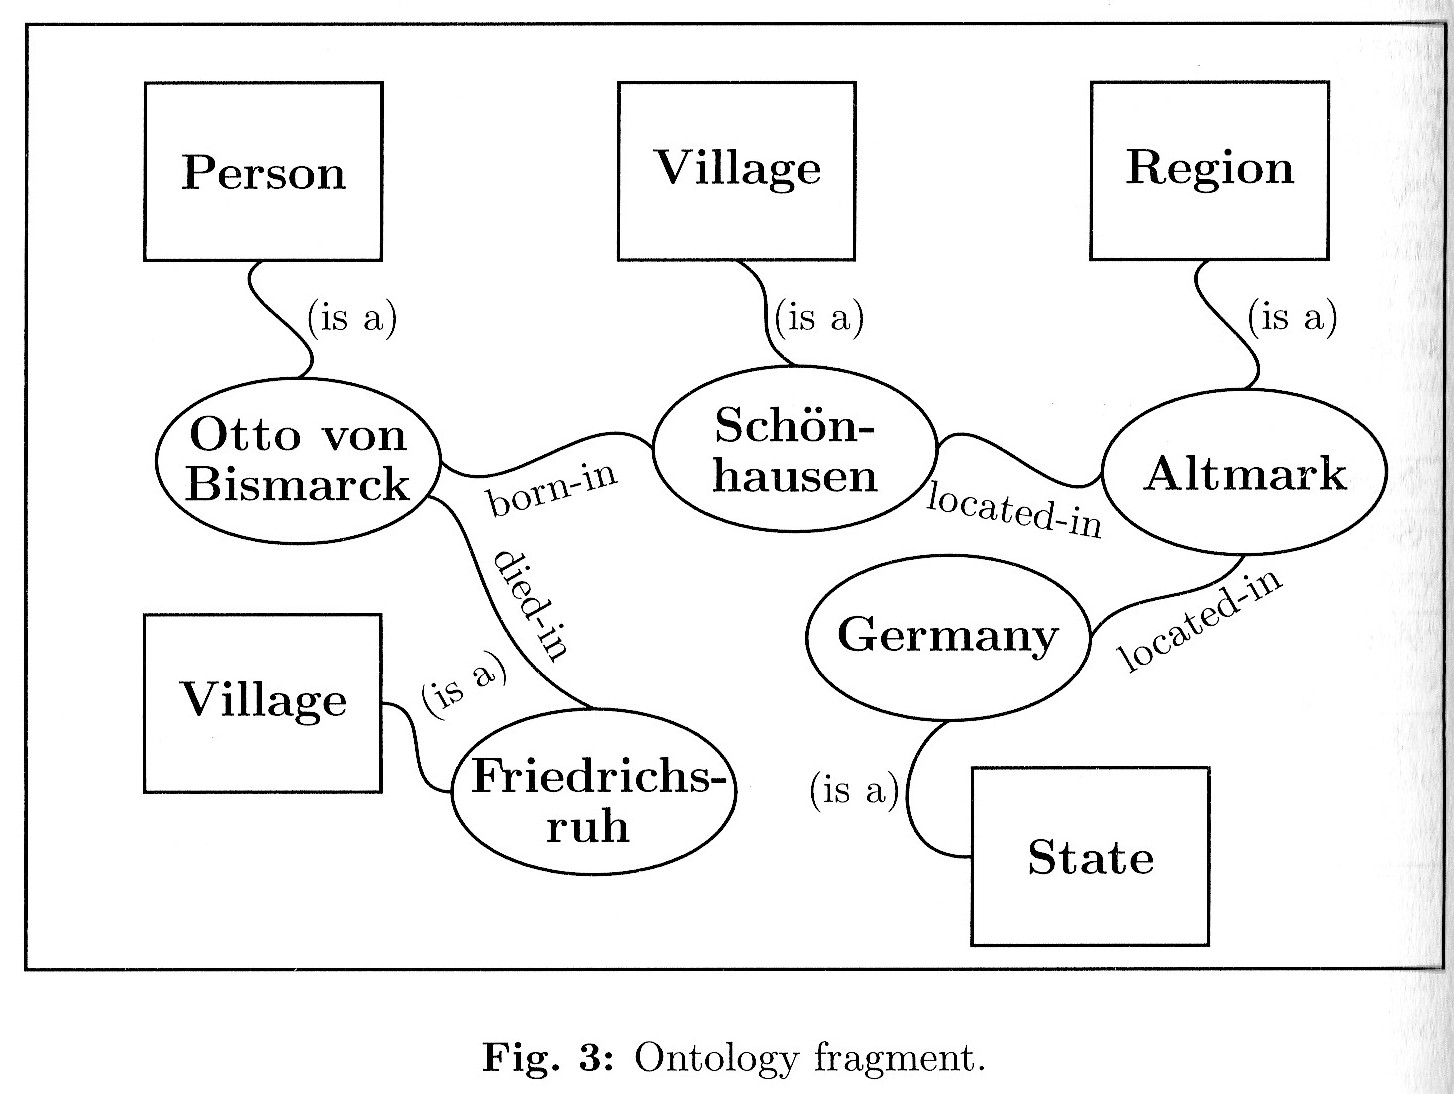 Person
Village
Region
(is a)
(is a)
(is a)
Otto von
Bismarck
born-in
Schön-
hausen
located-in
Altmark
died-in
Germany
located-in
Village
(is a)
Friedrichs-
ruh
(is a)
State
Fig. 3: Ontology fragment.